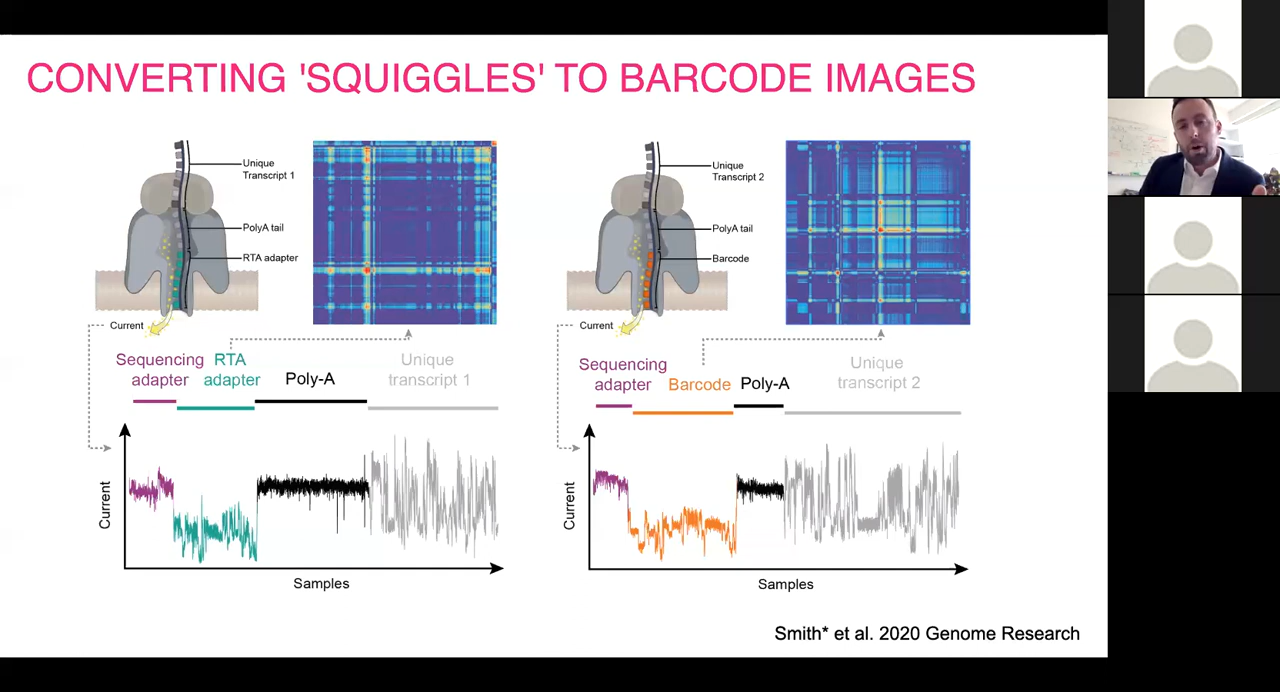 CONVERTING 'SQUIGGLES' TO BARCODE IMAGES
Unique
Transcript 1
PolyA tail
RTA adapter
Current
Unique
Transcript 2
PolyA tail
Barcode
Current
Sequencing
adapter
RTA
adapter
Poly-A
Unique
transcript 1
Sequencing
adapter
Barcode
Poly-A
Unique
transcript 2
Current
Samples
Current
Samples
Smith* et al. 2020 Genome Research